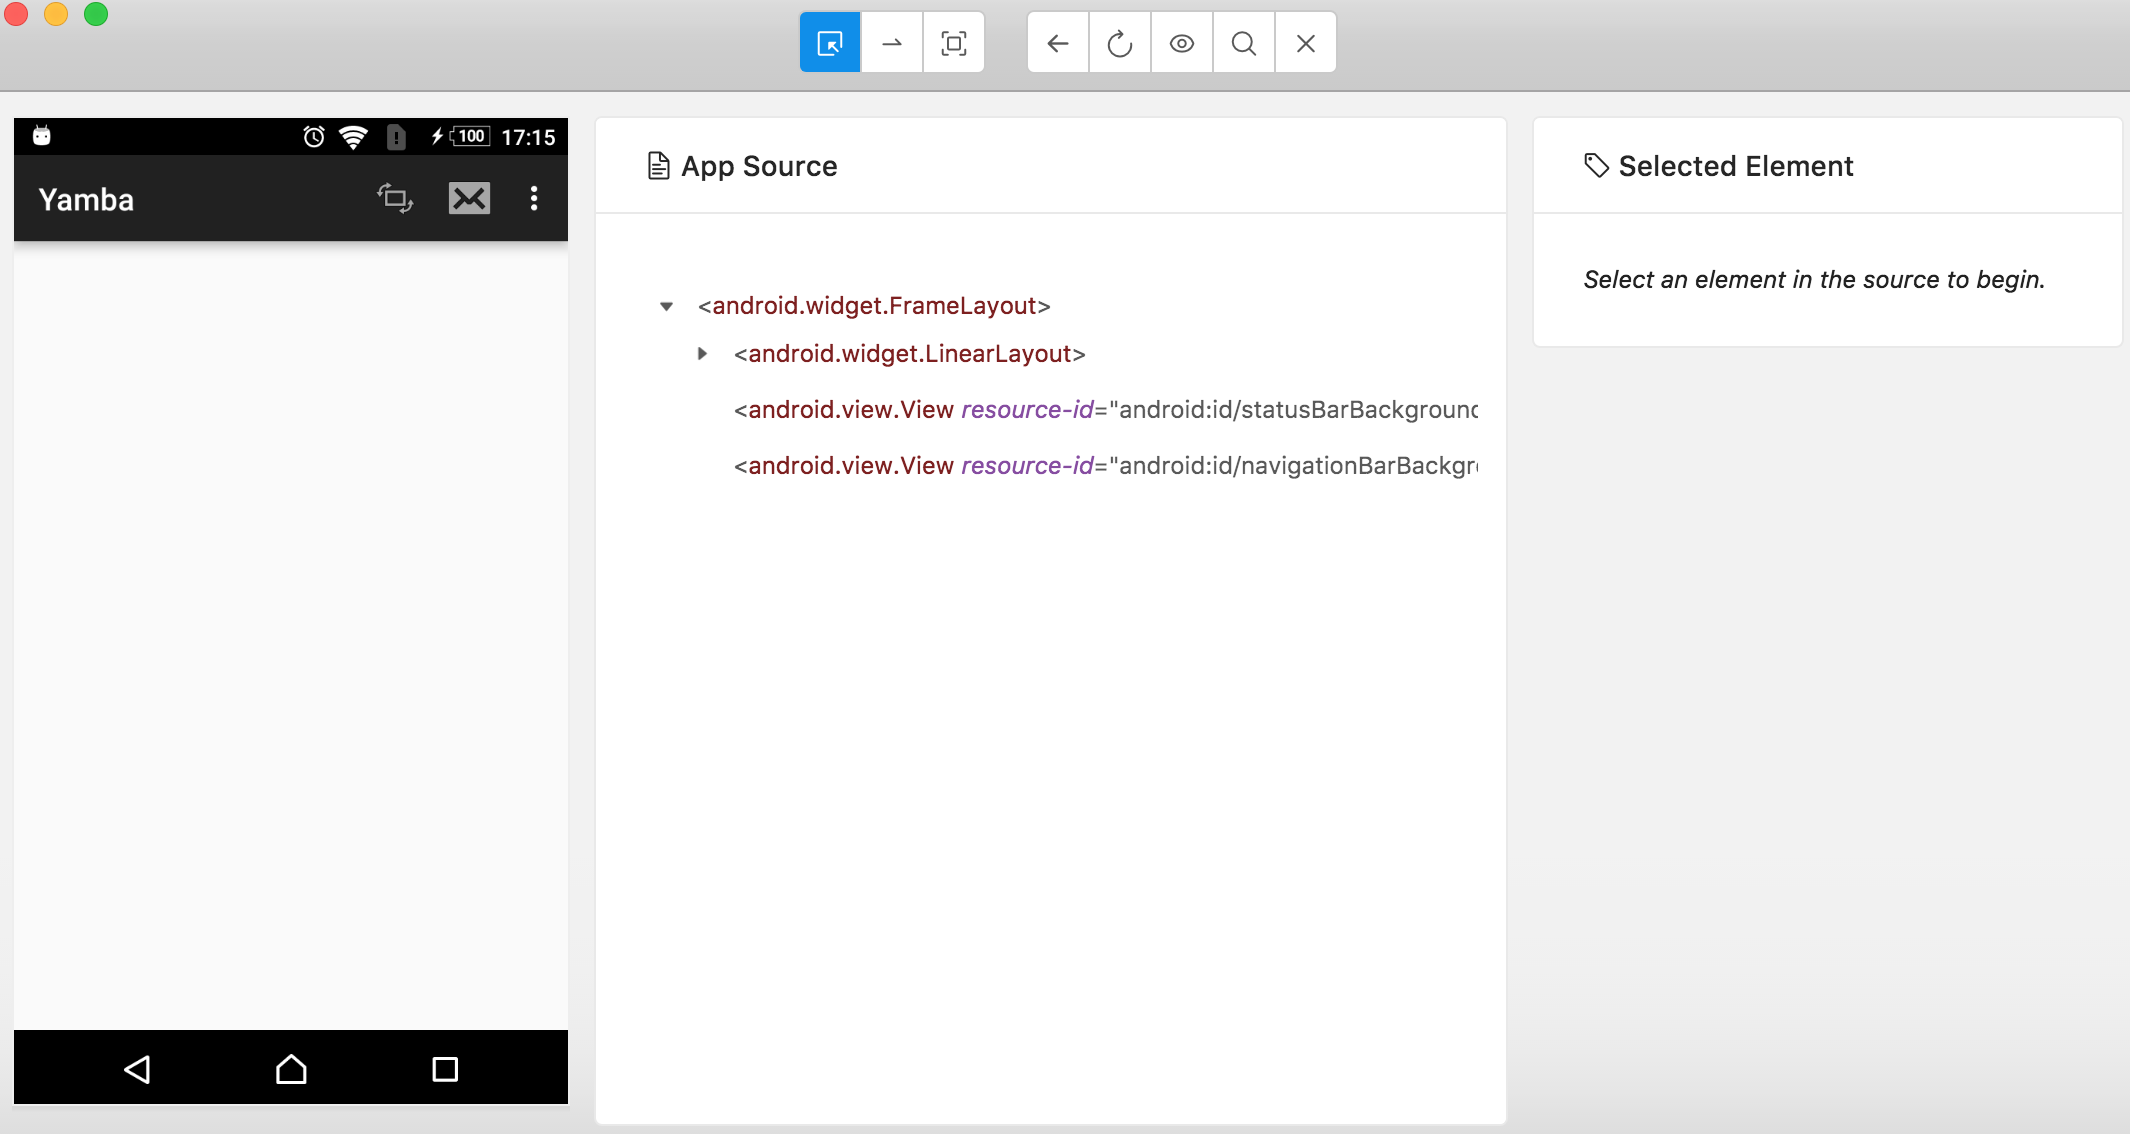 100 17:15
Yamba
App Source
<android.widget.FrameLayout>
<android.widget.LinearLayout>
<android.view.View resource-id="android:id/statusBarBackground
<android.view.View resource-id="android:id/navigationBarBackgr
Selected Element
Select an element in the source to begin.